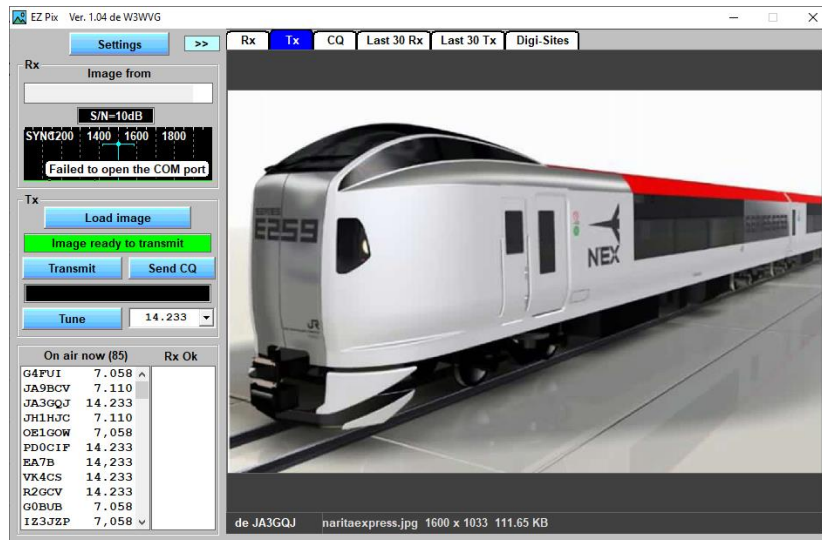 EZ Pix Ver. 1.04 de W3WVG
Settings >>
Rx Tx CQ Last 30 Rx Last 30 Tx Digi-Sites
Rx
Image from
S/N=10dB
SYNC1200 1400 1600 1800
Failed to open the COM port
Tx
Load image
Image ready to transmit
Transmit Send CQ
Tune 14.233
On air now (85) Rx Ok
G4FUI 7.058
JA9BCV 7.110
JA3GQJ 14.233
JH1HJC 7.110
OE1GOW 7,058
PD0CIF 14.233
EA7B 14,233
VK4CS 14.233
R2GCV 14.233
G0BUB 7.058
IZ3JZP 7,058
SERIES
E259
NEX
JR
de JA3GQJ naritaexpress.jpg 1600 x 1033 111.65 KB